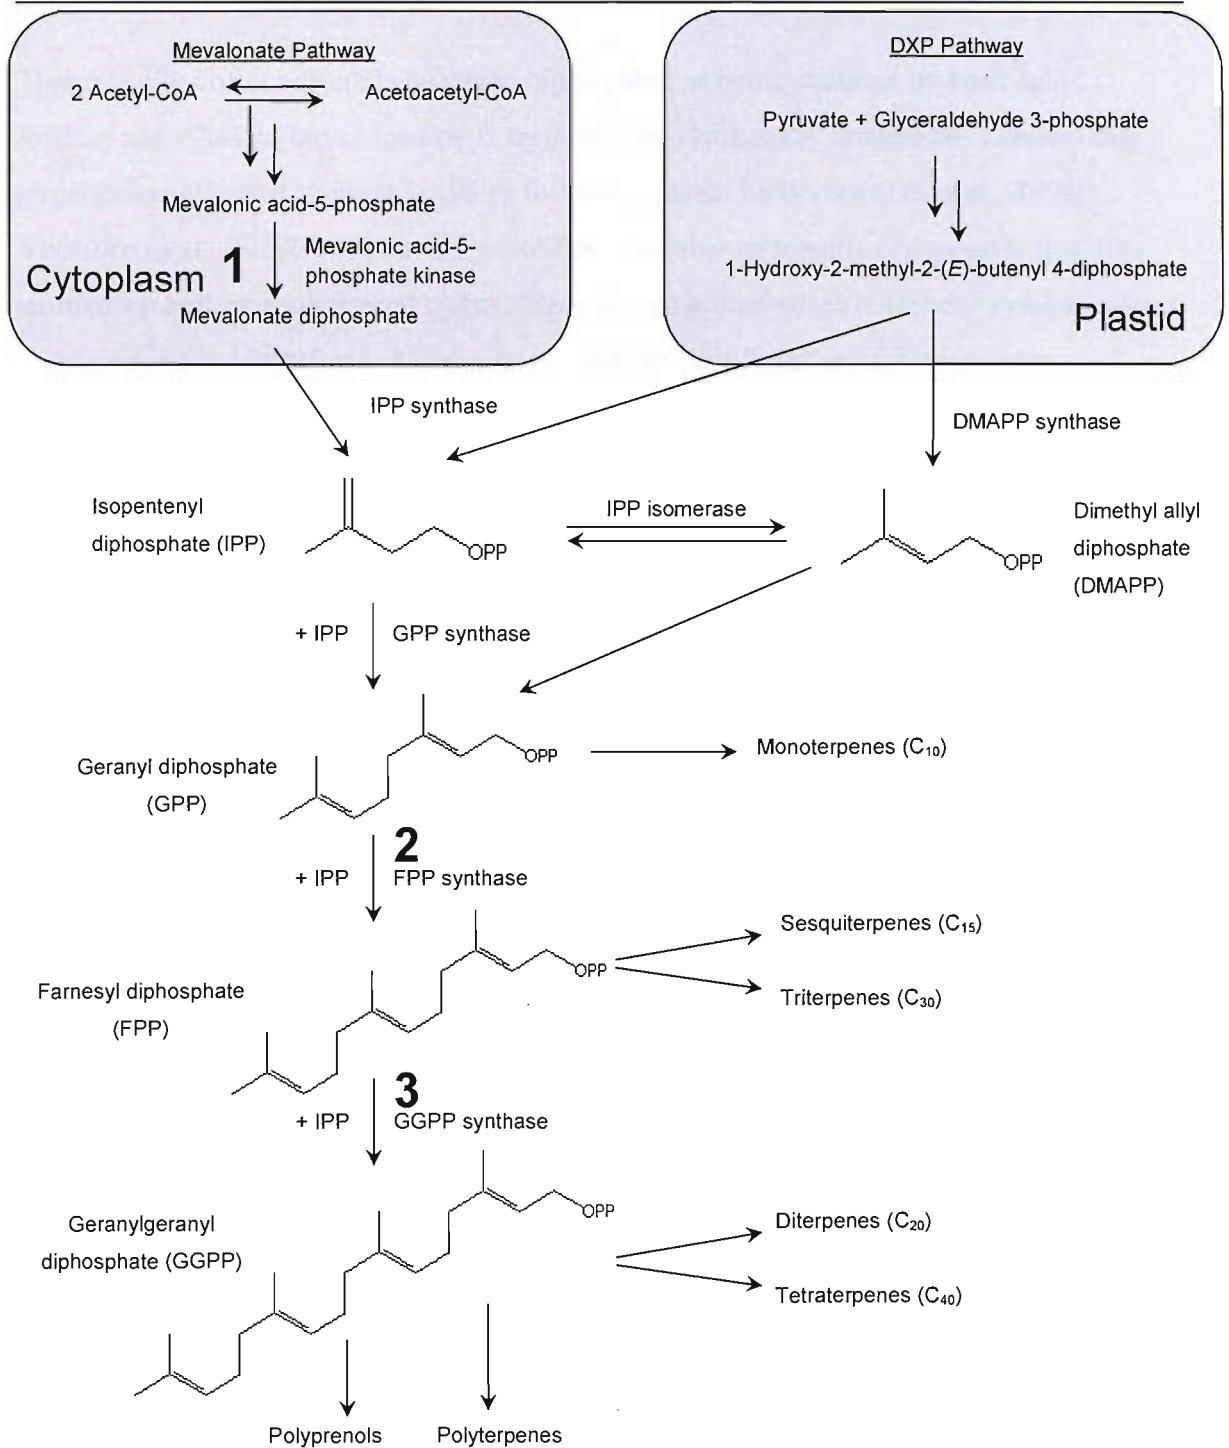 Mevalonate Pathway
2 Acetyl-CoA
Acetoacetyl-CoA
Mevalonic acid-5-phosphate
Mevalonic acid-5-
phosphate kinase
1
Cytoplasm
Mevalonate diphosphate
DXP Pathway
Pyruvate + Glyceraldehyde 3-phosphate
1-Hydroxy-2-methyl-2-(E)-butenyl 4-diphosphate
Plastid
IPP synthase
DMAPP synthase
Isopentenyl
diphosphate (IPP)
OPP
IPP isomerase
OPP
Dimethyl allyl
diphosphate
(DMAPP)
+ IPP
GPP synthase
Geranyl diphosphate
(GPP)
OPP
Monoterpenes (C10)
2
+ IPP
FPP synthase
Farnesyl diphosphate
(FPP)
OPP
Sesquiterpenes (C15)
Triterpenes (C30)
3
+ IPP
GGPP synthase
Geranylgeranyl
diphosphate (GGPP)
OPP
Diterpenes (C20)
Tetraterpenes (C40)
Polyprenols
Polyterpenes